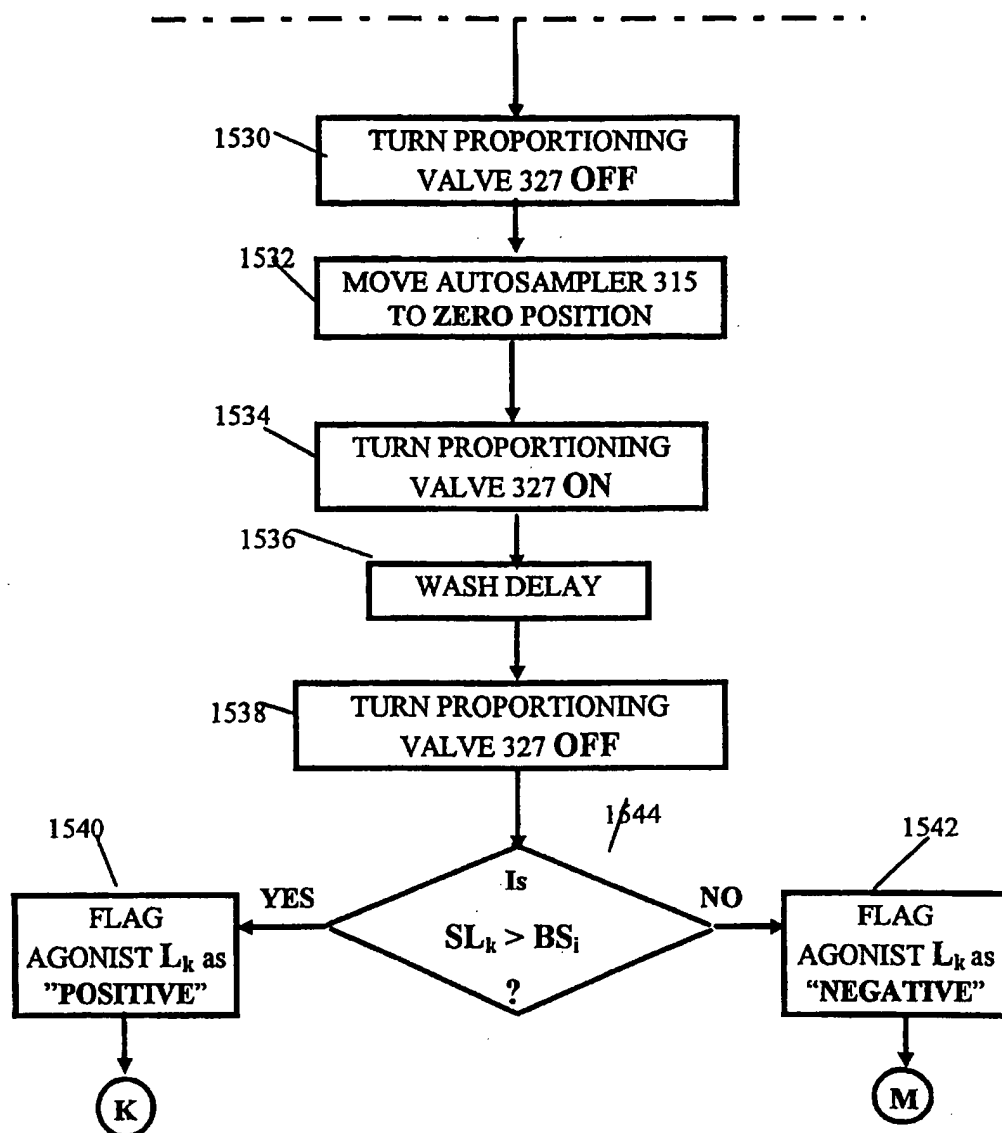 1530
TURN PROPORTIONING
VALVE 327 OFF
1532
MOVE AUTOSAMPLER 315
TO ZERO POSITION
1534
TURN PROPORTIONING
VALVE 327 ON
1536
WASH DELAY
1538
TURN PROPORTIONING
VALVE 327 OFF
1540
1544
1542
YES
Is
SLk > BSi
?
NO
FLAG
AGONIST Lk as
”POSITIVE”
FLAG
AGONIST Lk as
“NEGATIVE”
K
M